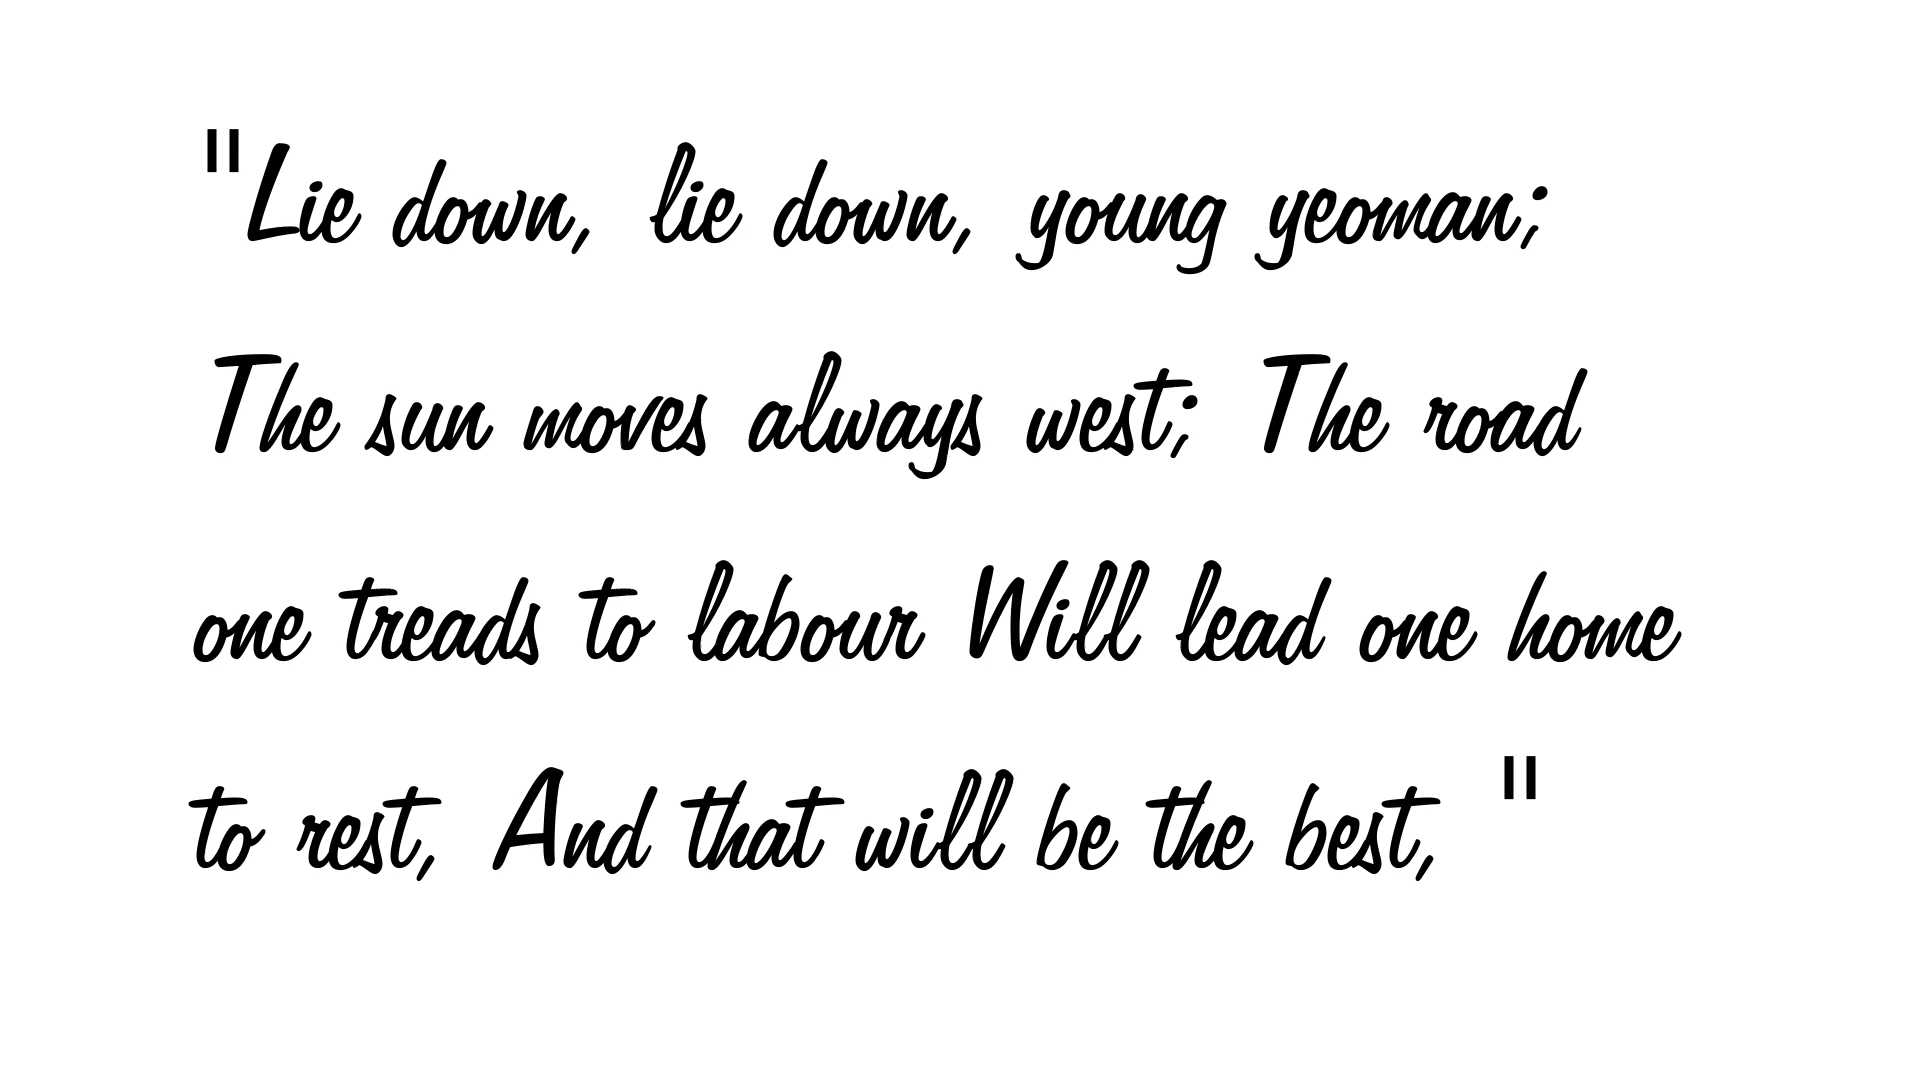 "Lie down, lie down, young yeoman;
The sun moves always west; The road
one treads to labour Will lead one home
to rest, And that will be the best, "